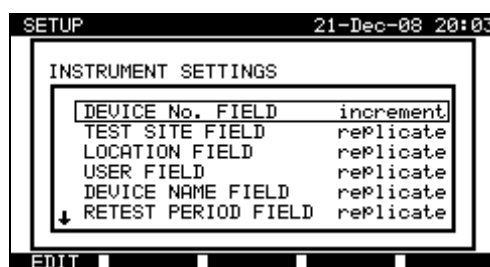 SETUP 21-Dec-08 20:03
INSTRUMENT SETTINGS
DEVICE No. FIELD increment
TEST SITE FIELD replicate
LOCATION FIELD replicate
USER FIELD replicate
DEVICE NAME FIELD replicate
RETEST PERIOD FIELD replicate
EDIT